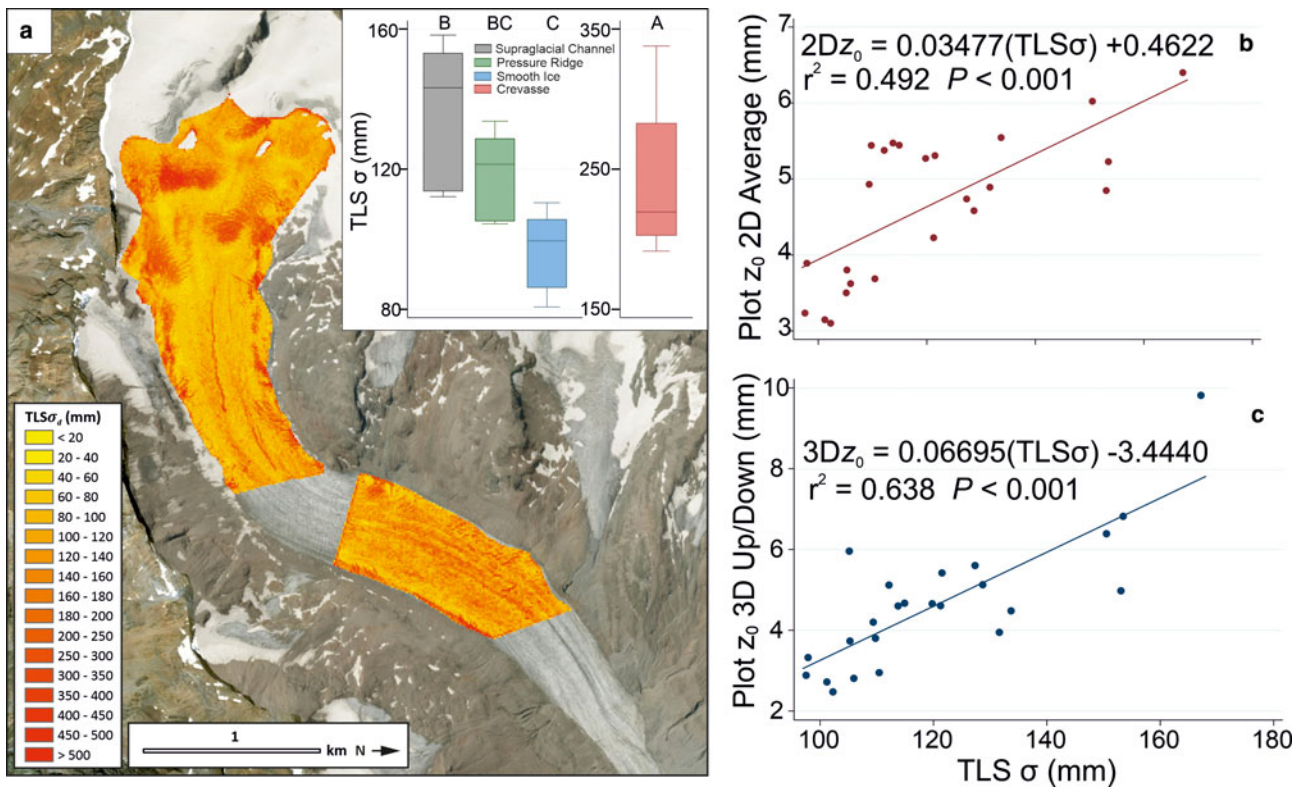 a
B BC C A
160
120
80
TLS σ (mm)
Supraglacial Channel
Pressure Ridge
Smooth Ice
Crevasse
350
250
150
TLSσd (mm)
< 20
20 - 40
40 - 60
60 - 80
80 - 100
100 - 120
120 - 140
140 - 160
160 - 180
180 - 200
200 - 250
250 - 300
300 - 350
350 - 400
400 - 450
450 - 500
> 500
1
km N
b
2Dz₀ = 0.03477(TLSσ) +0.4622
r² = 0.492 P < 0.001
Plot z₀ 2D Average (mm)
7
6
5
4
3
c
3Dz₀ = 0.06695(TLSσ) -3.4440
r² = 0.638 P < 0.001
Plot z₀ 3D Up/Down (mm)
10
8
6
4
2
100 120 140 160 180
TLS σ (mm)